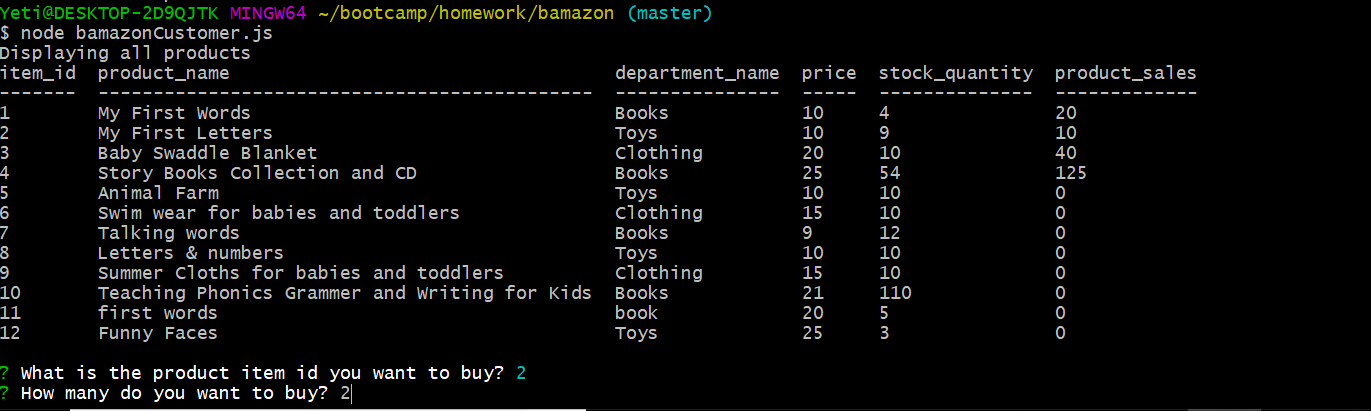 Yeti@DESKTOP-2D9QJTK MINGW64 ~/bootcamp/homework/bamazon (master)
$ node bamazonCustomer.js
Displaying all products
item_id  product_name                                   department_name  price  stock_quantity  product_sales
-------  ---------------------------------------------  ---------------  -----  --------------  -------------
1        My First Words                                 Books            10     4               20
2        My First Letters                               Toys             10     9               10
3        Baby Swaddle Blanket                           Clothing         20     10              40
4        Story Books Collection and CD                  Books            25     54              125
5        Animal Farm                                    Toys             10     10              0
6        Swim wear for babies and toddlers              Clothing         15     10              0
7        Talking words                                  Books            9      12              0
8        Letters & numbers                              Toys             10     10              0
9        Summer Cloths for babies and toddlers          Clothing         15     10              0
10       Teaching Phonics Grammer and Writing for Kids  Books            21     110             0
11       first words                                    book             20     5               0
12       Funny Faces                                    Toys             25     3               0
? What is the product item id you want to buy? 2
? How many do you want to buy? 2